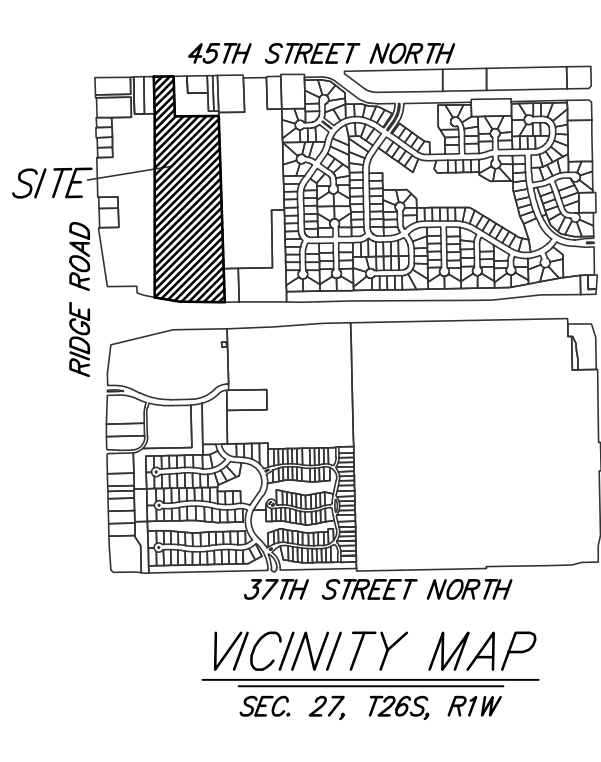 45TH STREET NORTH
SITE
RIDGE ROAD
37TH STREET NORTH
VICINITY MAP
SEC. 27, T26S, R1W